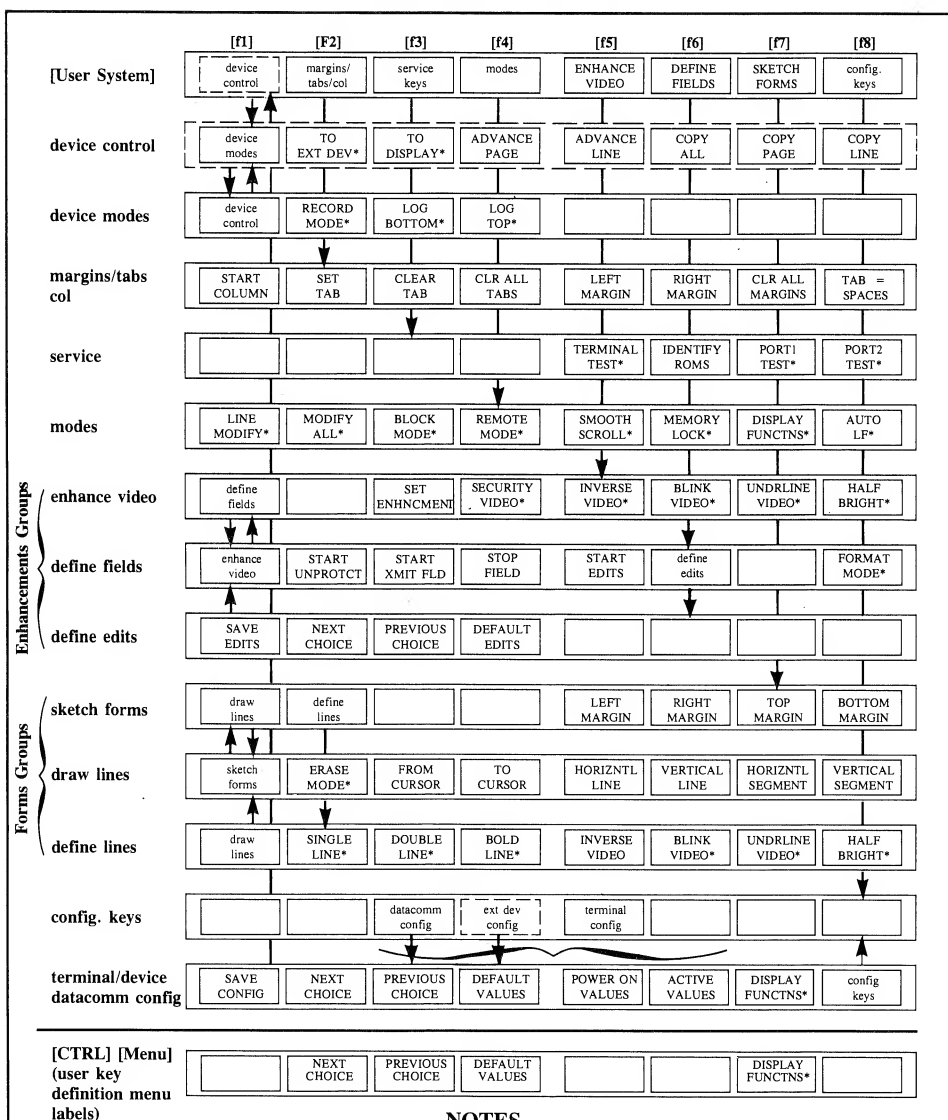 [f1] [F2] [f3] [f4] [f5] [f6] [f7] [f8]
[User System]
device control
margins/ tabs/col
service keys
modes
ENHANCE VIDEO
DEFINE FIELDS
SKETCH FORMS
config. keys
device control
device modes
TO EXT DEV*
TO DISPLAY*
ADVANCE PAGE
ADVANCE LINE
COPY ALL
COPY PAGE
COPY LINE
device modes
device control
RECORD MODE*
LOG BOTTOM*
LOG TOP*
margins/tabs col
START COLUMN
SET TAB
CLEAR TAB
CLR ALL TABS
LEFT MARGIN
RIGHT MARGIN
CLR ALL MARGINS
TAB = SPACES
service
TERMINAL TEST*
IDENTIFY ROMS
PORT1 TEST*
PORT2 TEST*
modes
LINE MODIFY*
MODIFY ALL*
BLOCK MODE*
REMOTE MODE*
SMOOTH SCROLL*
MEMORY LOCK*
DISPLAY FUNCTNS*
AUTO LF*
Enhancements Groups
enhance video
define fields
SET ENHNCMENT
SECURITY VIDEO*
INVERSE VIDEO*
BLINK VIDEO*
UNDRLINE VIDEO*
HALF BRIGHT*
define fields
enhance video
START UNPROTCT
START XMIT FLD
STOP FIELD
START EDITS
define edits
FORMAT MODE*
define edits
SAVE EDITS
NEXT CHOICE
PREVIOUS CHOICE
DEFAULT EDITS
Forms Groups
sketch forms
draw lines
define lines
LEFT MARGIN
RIGHT MARGIN
TOP MARGIN
BOTTOM MARGIN
draw lines
sketch forms
ERASE MODE*
FROM CURSOR
TO CURSOR
HORIZNTL LINE
VERTICAL LINE
HORIZNTL SEGMENT
VERTICAL SEGMENT
define lines
draw lines
SINGLE LINE*
DOUBLE LINE*
BOLD LINE*
INVERSE VIDEO
BLINK VIDEO*
UNDRLINE VIDEO*
HALF BRIGHT*
config. keys
datacomm config
ext dev config
terminal config
terminal/device datacomm config
SAVE CONFIG
NEXT CHOICE
PREVIOUS CHOICE
DEFAULT VALUES
POWER ON VALUES
ACTIVE VALUES
DISPLAY FUNCTNS*
config keys
[CTRL] [Menu]
(user key
definition menu
labels)
NEXT CHOICE
PREVIOUS CHOICE
DEFAULT VALUES
DISPLAY FUNCTNS*
NOTES